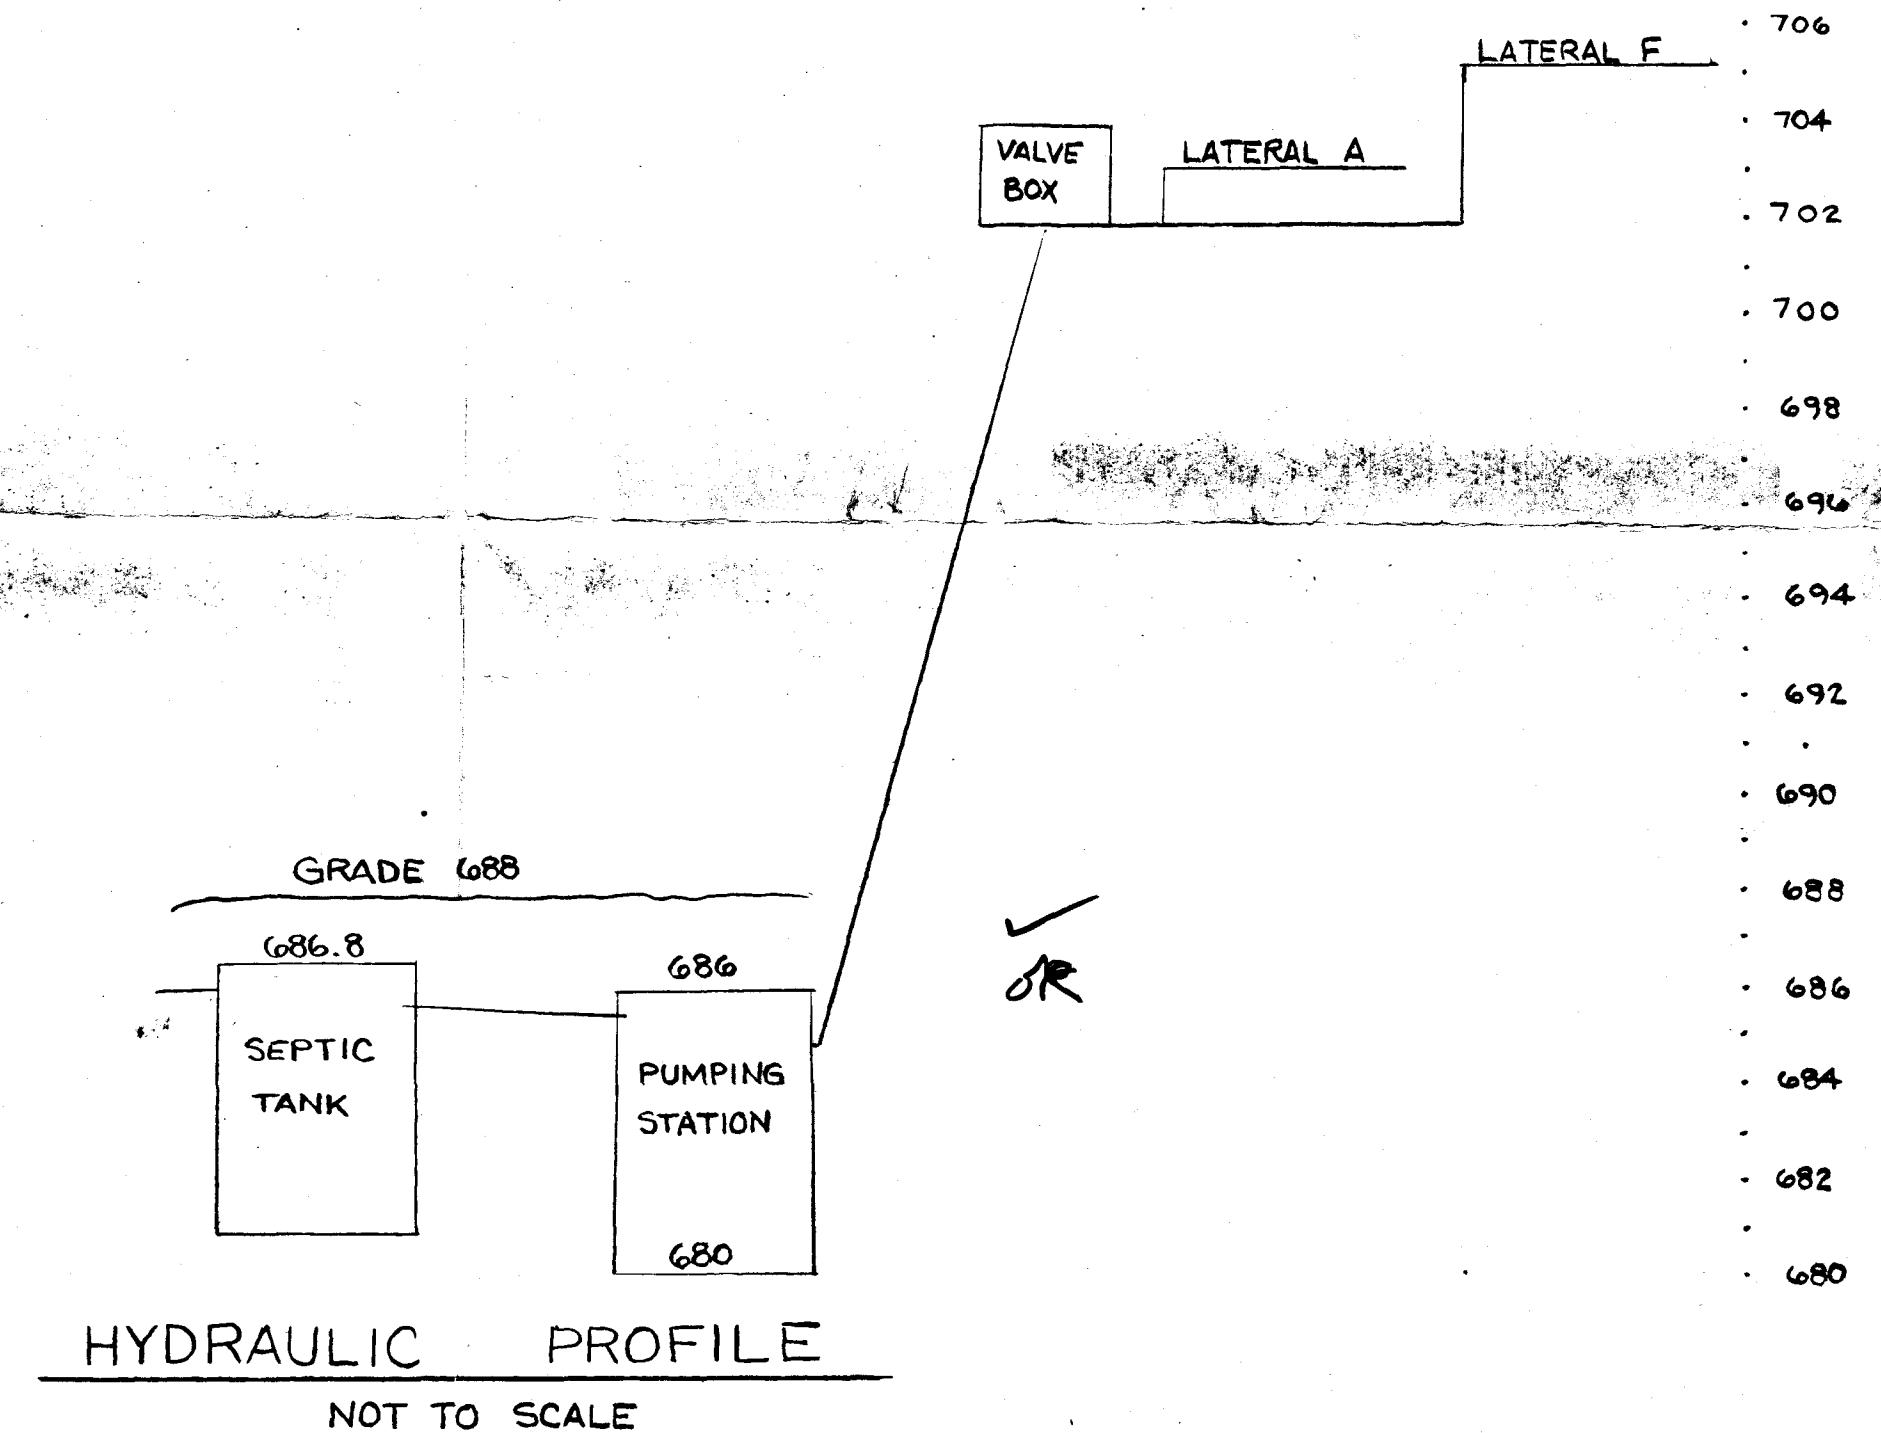 706
LATERAL F
704
VALVE
BOX
LATERAL A
702
700
698
696
694
692
690
GRADE 688
688
686.8
686
686
SEPTIC
TANK
PUMPING
STATION
684
682
680
680
HYDRAULIC PROFILE
NOT TO SCALE